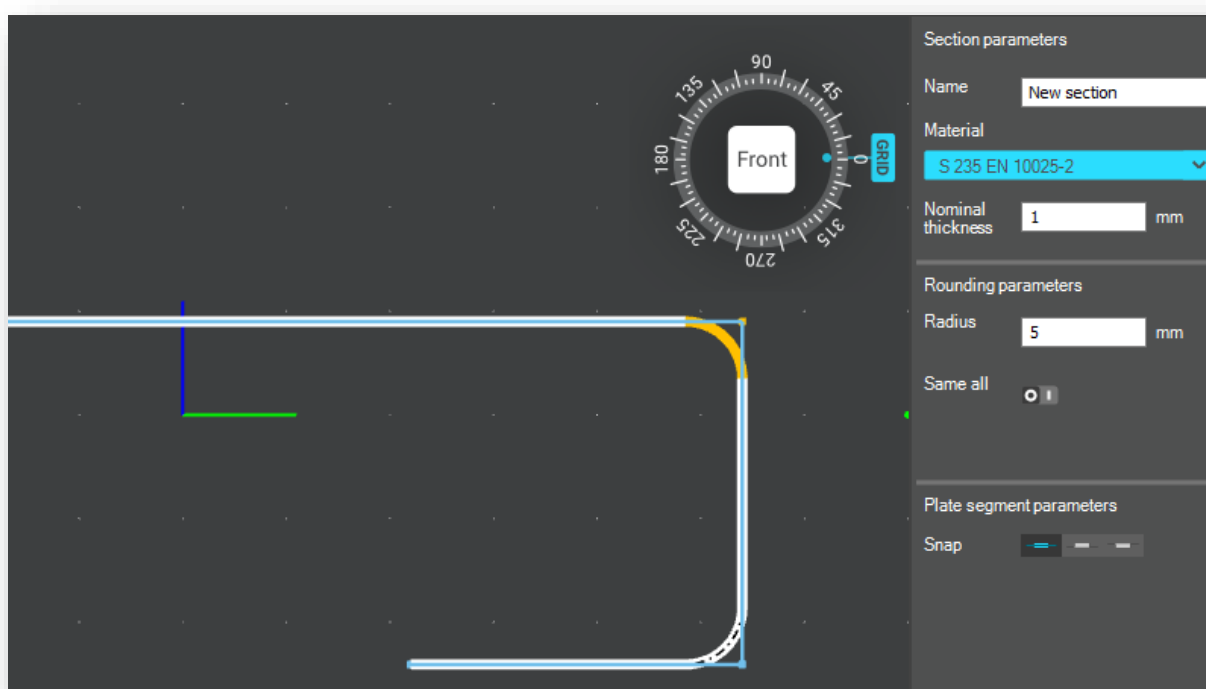 90
45
0
315
270
225
180
135
Front
GRID
Section parameters
Name
New section
Material
S 235 EN 10025-2
Nominal
thickness
1
mm
Rounding parameters
Radius
5
mm
Same all
Plate segment parameters
Snap